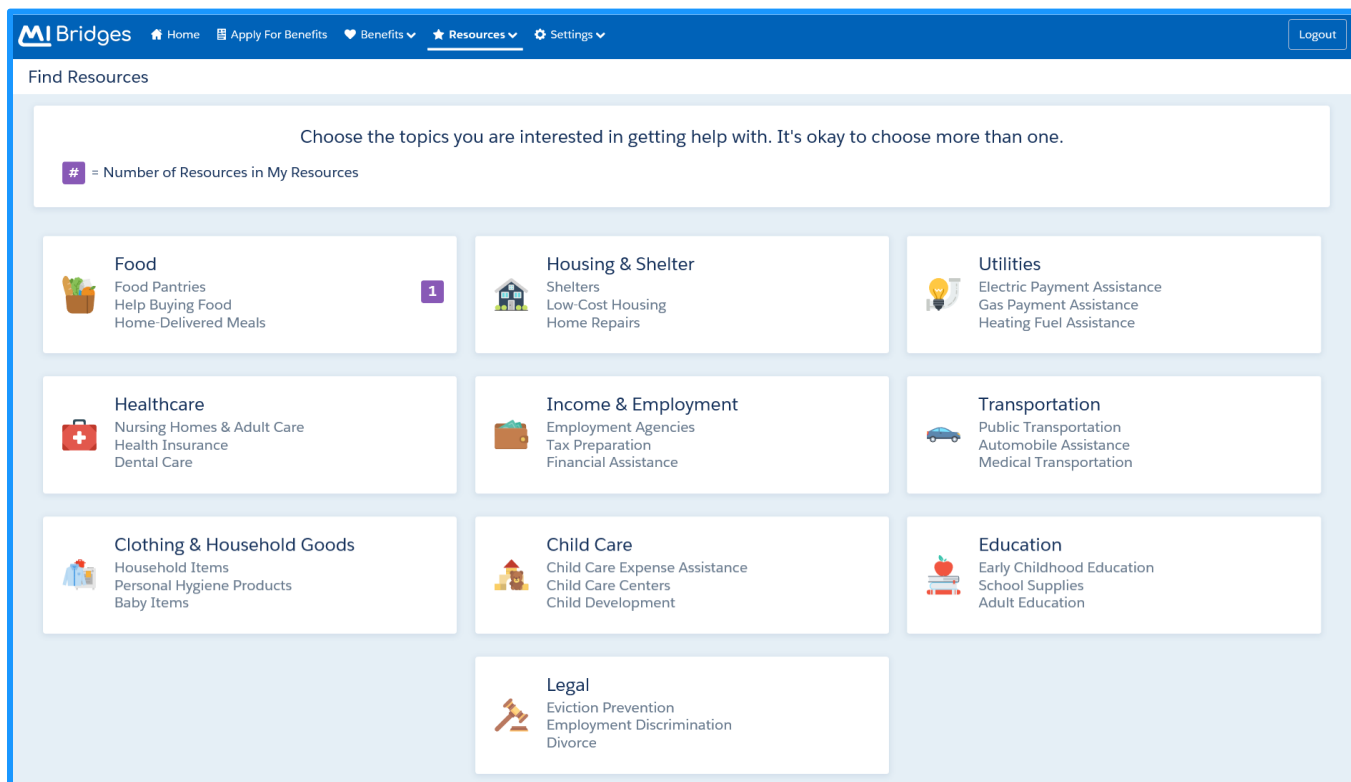 MI Bridges Home Apply For Benefits Benefits Resources Settings Logout
Find Resources
Choose the topics you are interested in getting help with. It's okay to choose more than one.
# = Number of Resources in My Resources
Food
Food Pantries
Help Buying Food
Home-Delivered Meals
1
Housing & Shelter
Shelters
Low-Cost Housing
Home Repairs
Utilities
Electric Payment Assistance
Gas Payment Assistance
Heating Fuel Assistance
Healthcare
Nursing Homes & Adult Care
Health Insurance
Dental Care
Income & Employment
Employment Agencies
Tax Preparation
Financial Assistance
Transportation
Public Transportation
Automobile Assistance
Medical Transportation
Clothing & Household Goods
Household Items
Personal Hygiene Products
Baby Items
Child Care
Child Care Expense Assistance
Child Care Centers
Child Development
Education
Early Childhood Education
School Supplies
Adult Education
Legal
Eviction Prevention
Employment Discrimination
Divorce